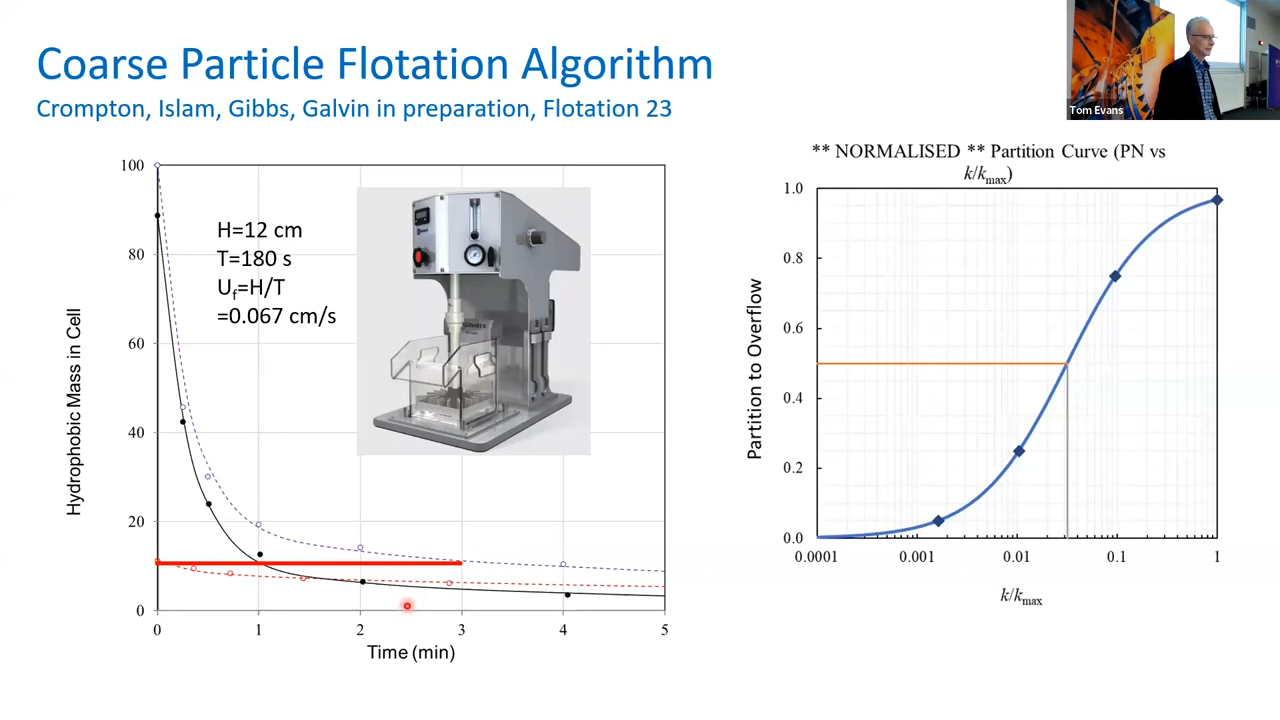 Coarse Particle Flotation Algorithm
Crompton, Islam, Gibbs, Galvin in preparation, Flotation 23
Tom Evans
100
80
60
40
20
0
0 1 2 3 4 5
Hydrophobic Mass in Cell
Time (min)
H=12 cm
T=180 s
Uf=H/T
=0.067 cm/s
** NORMALISED ** Partition Curve (PN vs
k/kmax)
1.0
0.8
0.6
0.4
0.2
0.0
0.0001 0.001 0.01 0.1 1
Partition to Overflow
k/kmax